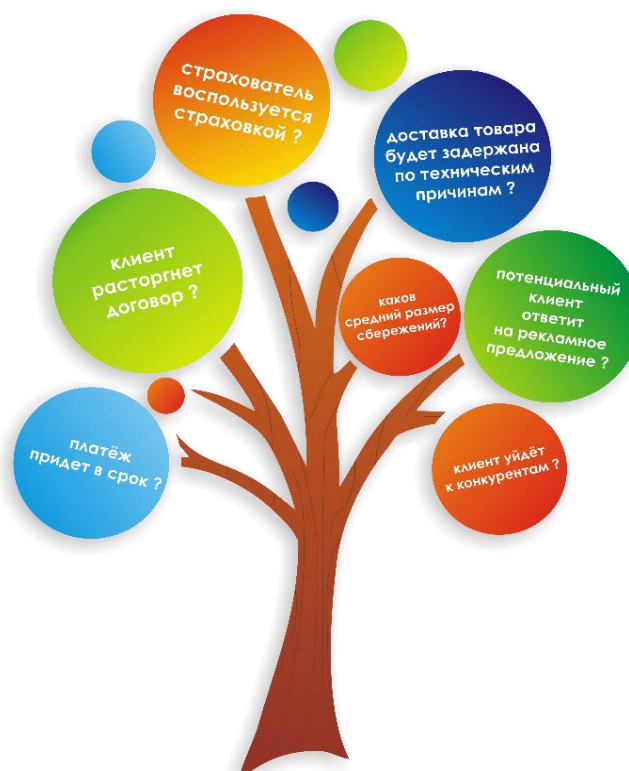 страхователь
воспользуется
страховкой ?
доставка товара
будет задержана
по техническим
причинам ?
клиент
расторгнет
договор ?
каков
средний размер
сбережений?
потенциальный
клиент
ответит
на рекламное
предложение ?
платёж
придет в срок ?
клиент уйдёт
к конкурентам ?